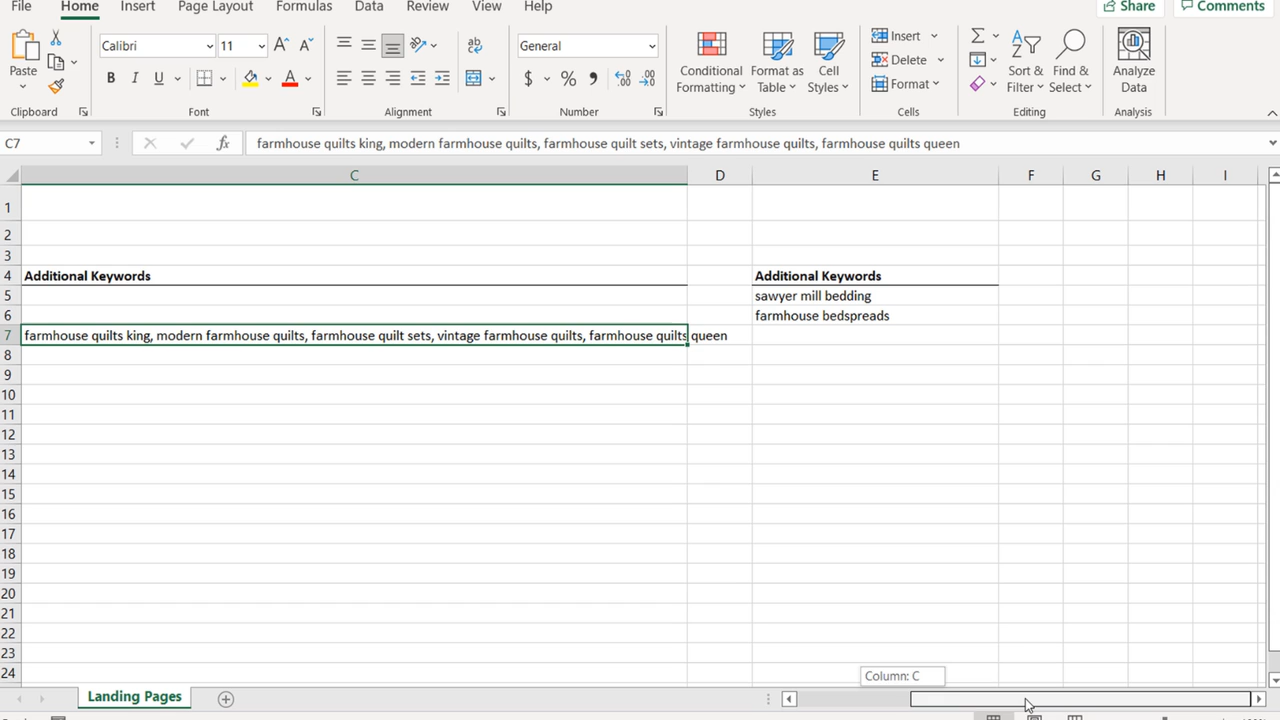 File Home Insert Page Layout Formulas Data Review View Help Share Comments
Calibri 11 General Insert
Paste B I U A $ % Delete
Conditional Formatting Format as Table Cell Styles Format Sort & Filter Find & Select Analyze Data
Clipboard Font Alignment Number Styles Cells Editing Analysis
C7 fx farmhouse quilts king, modern farmhouse quilts, farmhouse quilt sets, vintage farmhouse quilts, farmhouse quilts queen
C D E F G H I
1
2
3
4 Additional Keywords Additional Keywords
5 sawyer mill bedding
6 farmhouse bedspreads
7 farmhouse quilts king, modern farmhouse quilts, farmhouse quilt sets, vintage farmhouse quilts, farmhouse quilts queen
8
9
10
11
12
13
14
15
16
17
18
19
20
21
22
23
24
Column: C
Landing Pages